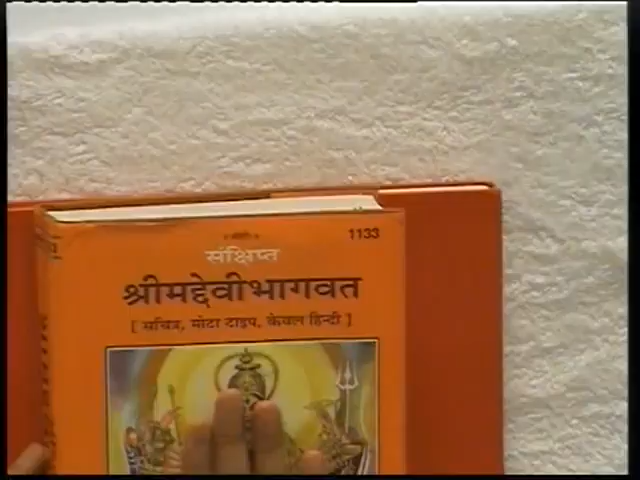 1133
संक्षिप्त
श्रीमद्देवीभागवत
[ सचित्र, मोटा टाइप, केवल हिन्दी ]